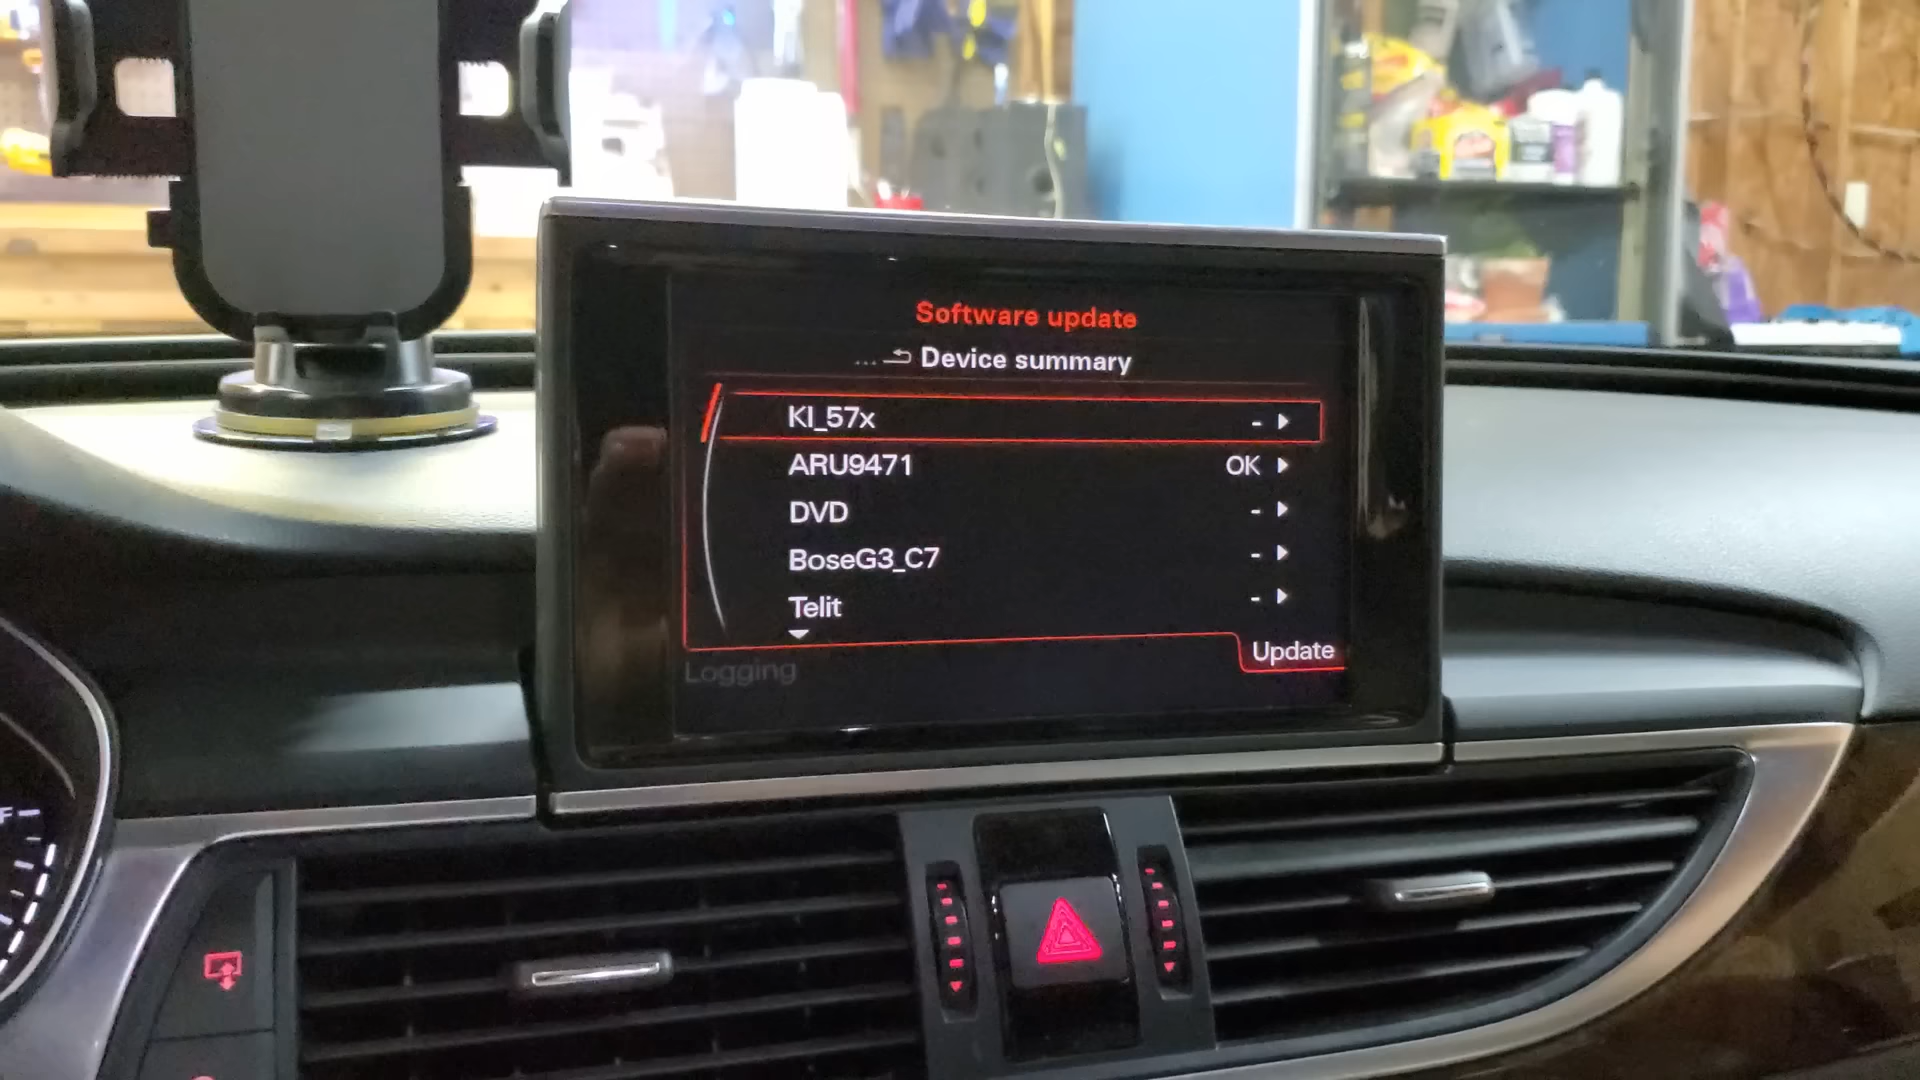 Software update
... Device summary
KI_57x -
ARU9471 OK
DVD -
BoseG3_C7 -
Telit -
Logging
Update
F